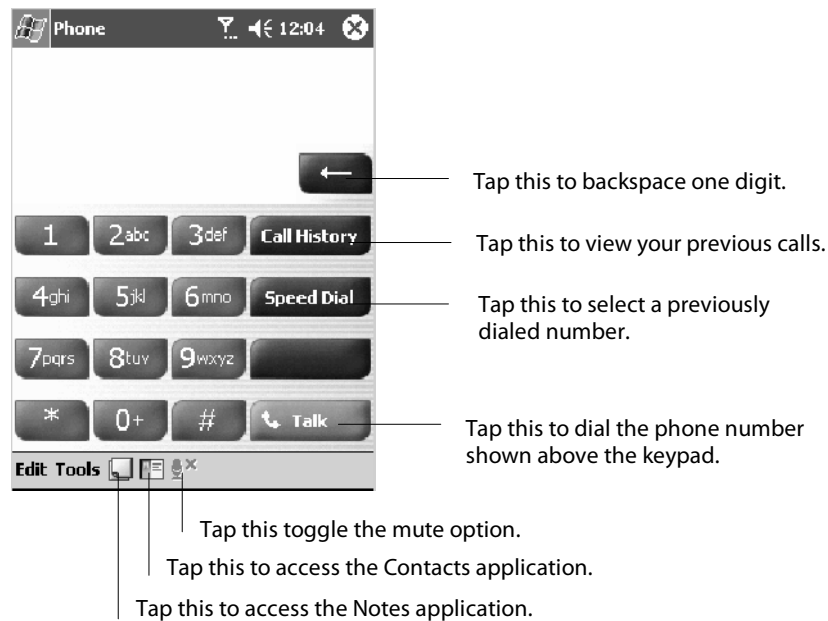 Phone 12:04
Tap this to backspace one digit.
1 2abc 3def Call History
Tap this to view your previous calls.
4ghi 5jkl 6mno Speed Dial
Tap this to select a previously
dialed number.
7pqrs 8tuv 9wxyz
* 0+ # Talk
Tap this to dial the phone number
shown above the keypad.
Edit Tools
Tap this toggle the mute option.
Tap this to access the Contacts application.
Tap this to access the Notes application.